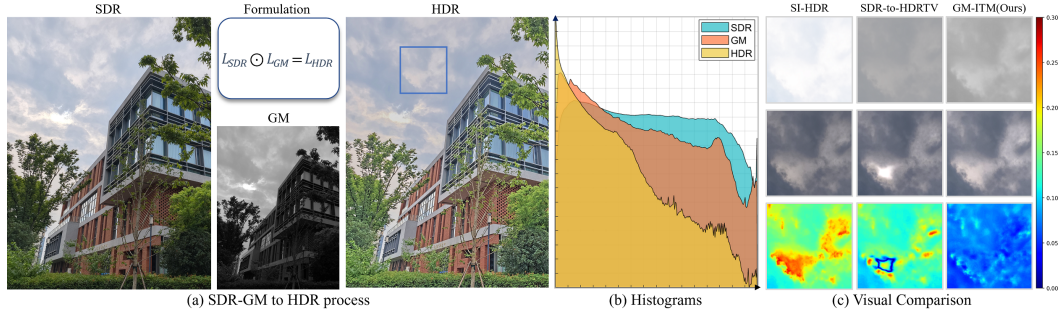 SDR
Formulation
HDR
L_SDR ⊙ L_GM = L_HDR
GM
(a) SDR-GM to HDR process
SDR
GM
HDR
(b) Histograms
SI-HDR
SDR-to-HDRTV
GM-ITM(Ours)
0.30
0.25
0.20
0.15
0.10
0.05
0.00
(c) Visual Comparison